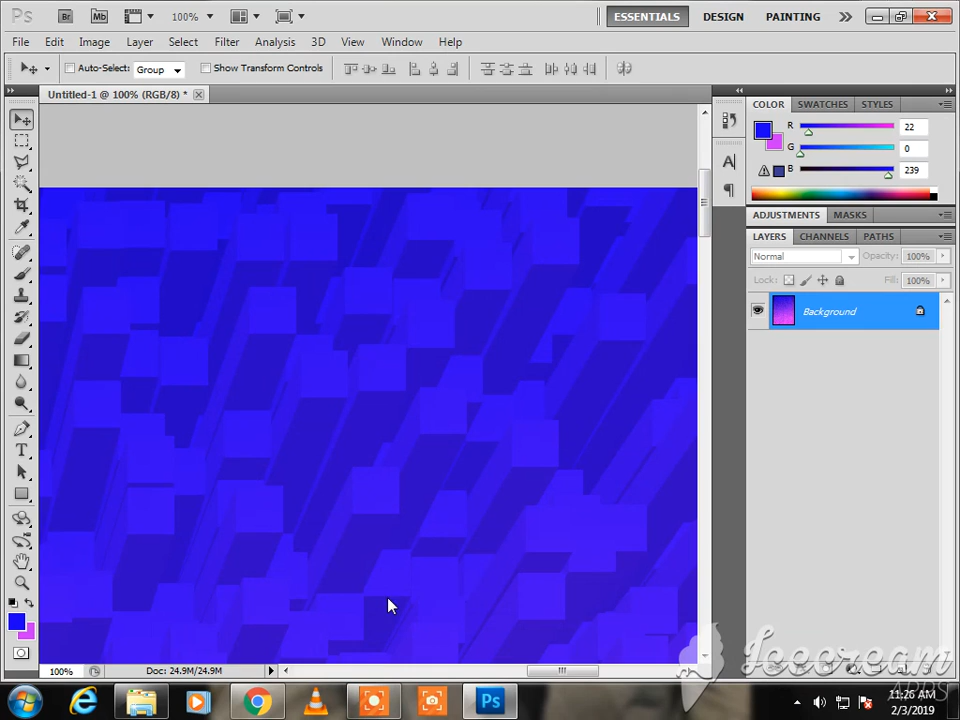 Ps Br Mb 100% ESSENTIALS DESIGN PAINTING
File Edit Image Layer Select Filter Analysis 3D View Window Help
Auto-Select: Group Show Transform Controls
Untitled-1 @ 100% (RGB/8) *
COLOR SWATCHES STYLES
R 22
G 0
B 239
ADJUSTMENTS MASKS
LAYERS CHANNELS PATHS
Normal Opacity: 100%
Lock: Fill: 100%
Background
T
A
100% Doc: 24.9M/24.9M
Icecream
APPS
Ps
11:26 AM
2/3/2019